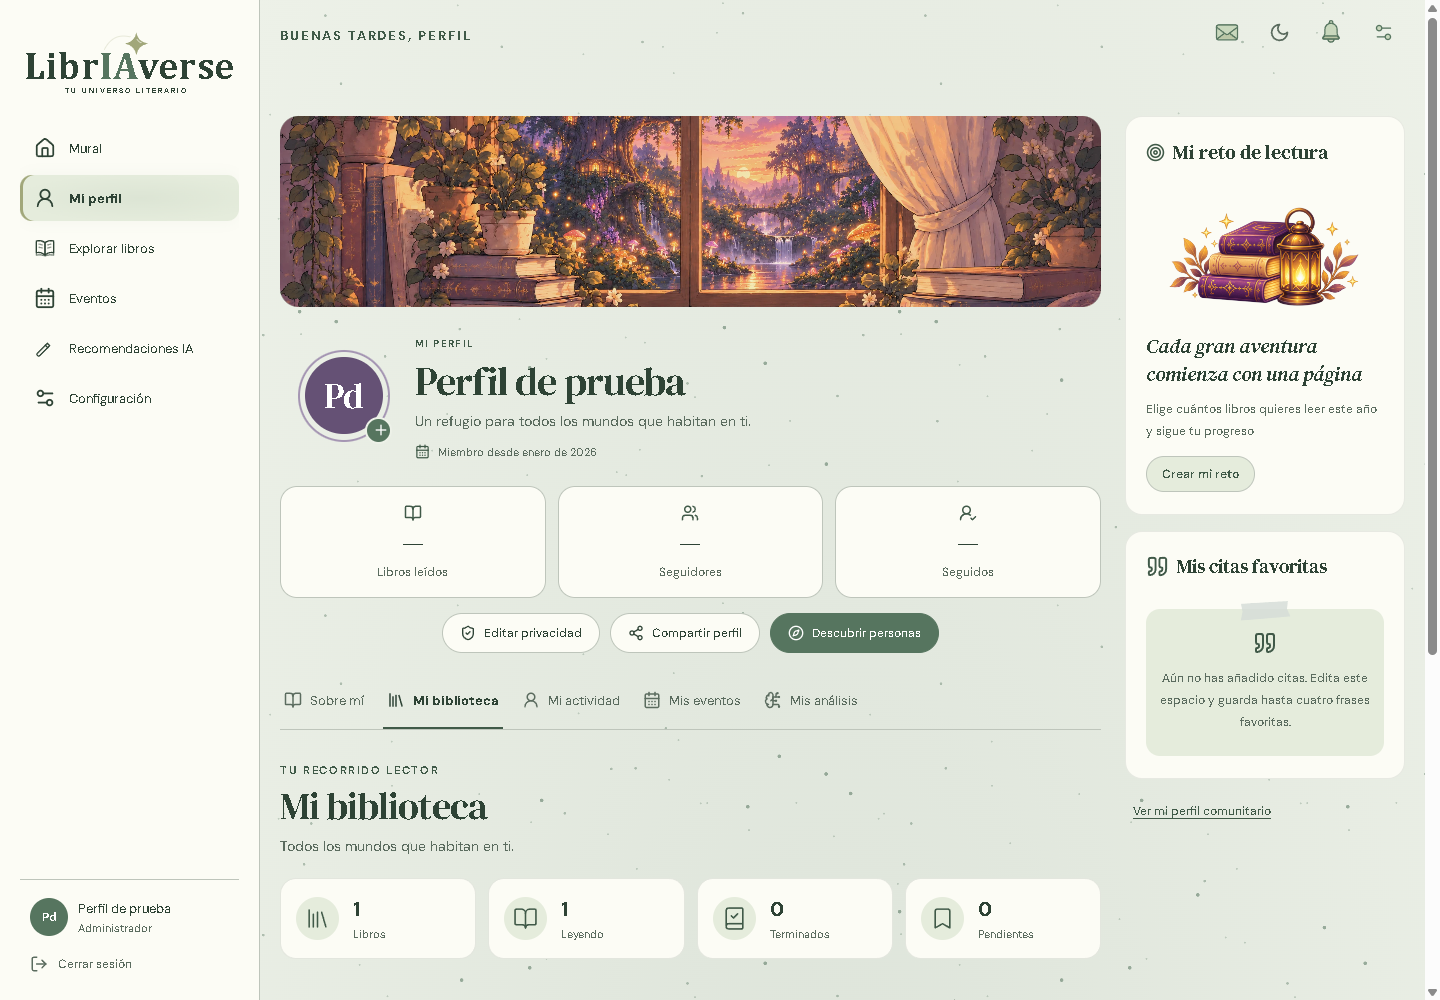 LibrIAverse
TU UNIVERSO LITERARIO
Mural
Mi perfil
Explorar libros
Eventos
Recomendaciones IA
Configuración
Pd
Perfil de prueba
Administrador
Cerrar sesión
BUENAS TARDES, PERFIL
Pd
MI PERFIL
Perfil de prueba
Un refugio para todos los mundos que habitan en ti.
Miembro desde enero de 2026
—
Libros leídos
—
Seguidores
—
Seguidos
Editar privacidad
Compartir perfil
Descubrir personas
Sobre mí
Mi biblioteca
Mi actividad
Mis eventos
Mis análisis
TU RECORRIDO LECTOR
Mi biblioteca
Todos los mundos que habitan en ti.
1
Libros
1
Leyendo
0
Terminados
0
Pendientes
Mi reto de lectura
Cada gran aventura
comienza con una página
Elige cuántos libros quieres leer este año
y sigue tu progreso
Crear mi reto
Mis citas favoritas
Aún no has añadido citas. Edita este
espacio y guarda hasta cuatro frases
favoritas.
Ver mi perfil comunitario